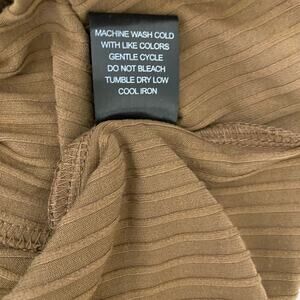 MACHINE WASH COLD
WITH LIKE COLORS
GENTLE CYCLE
DO NOT BLEACH
TUMBLE DRY LOW
COOL IRON